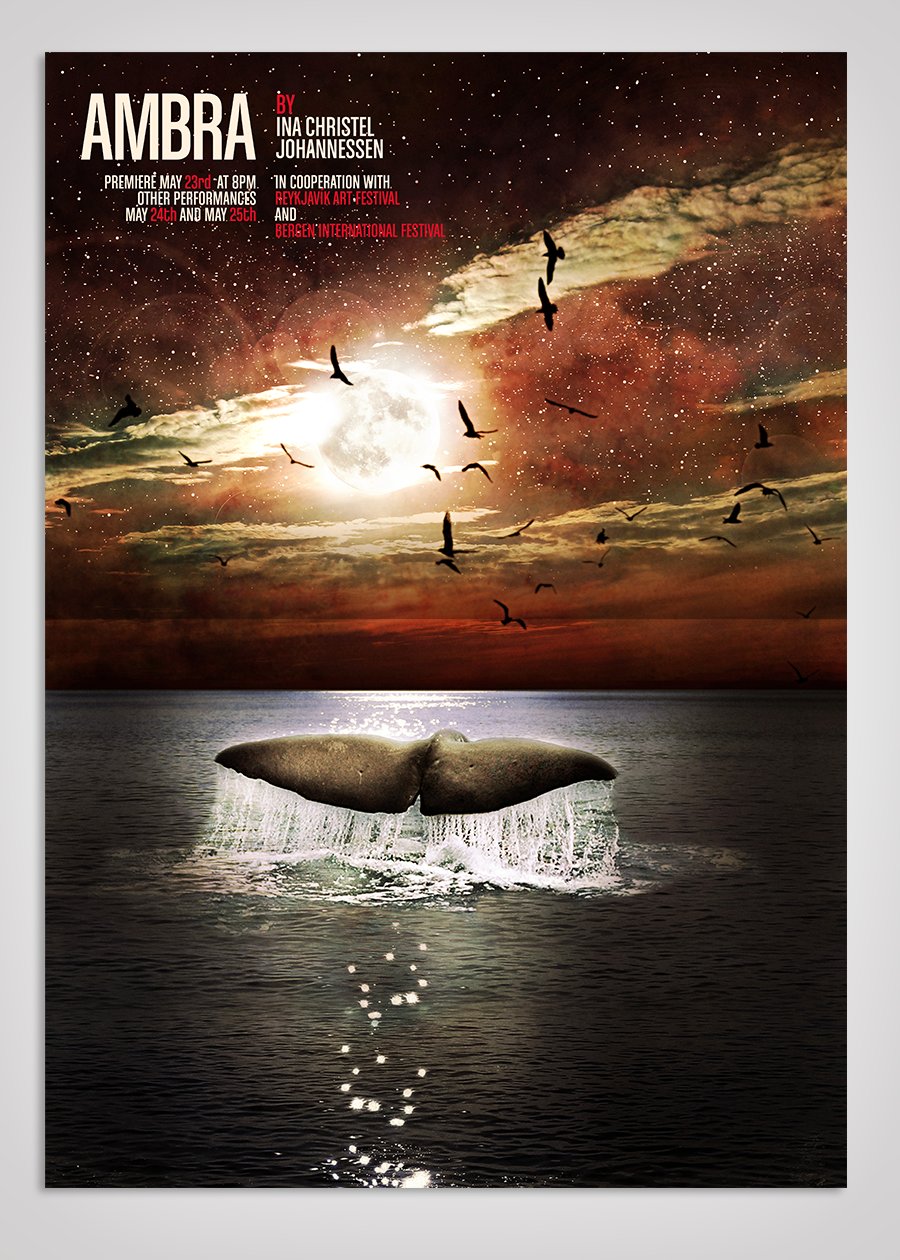 AMBRA
PREMIERE MAY 23rd AT 8PM
OTHER PERFORMANCES
MAY 24th AND MAY 25th
BY
INA CHRISTEL
JOHANNESSEN
IN COOPERATION WITH
REYKJAVIK ART FESTIVAL
AND
BERGEN INTERNATIONAL FESTIVAL